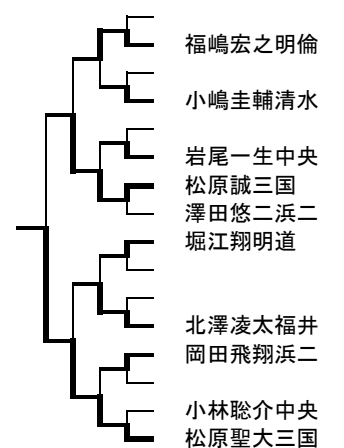 福嶋宏之明倫
小嶋圭輔清水
岩尾一生中央
松原誠三国
澤田悠二浜二
堀江翔明道
北澤凌太福井
岡田飛翔浜二
小林聡介中央
松原聖大三国